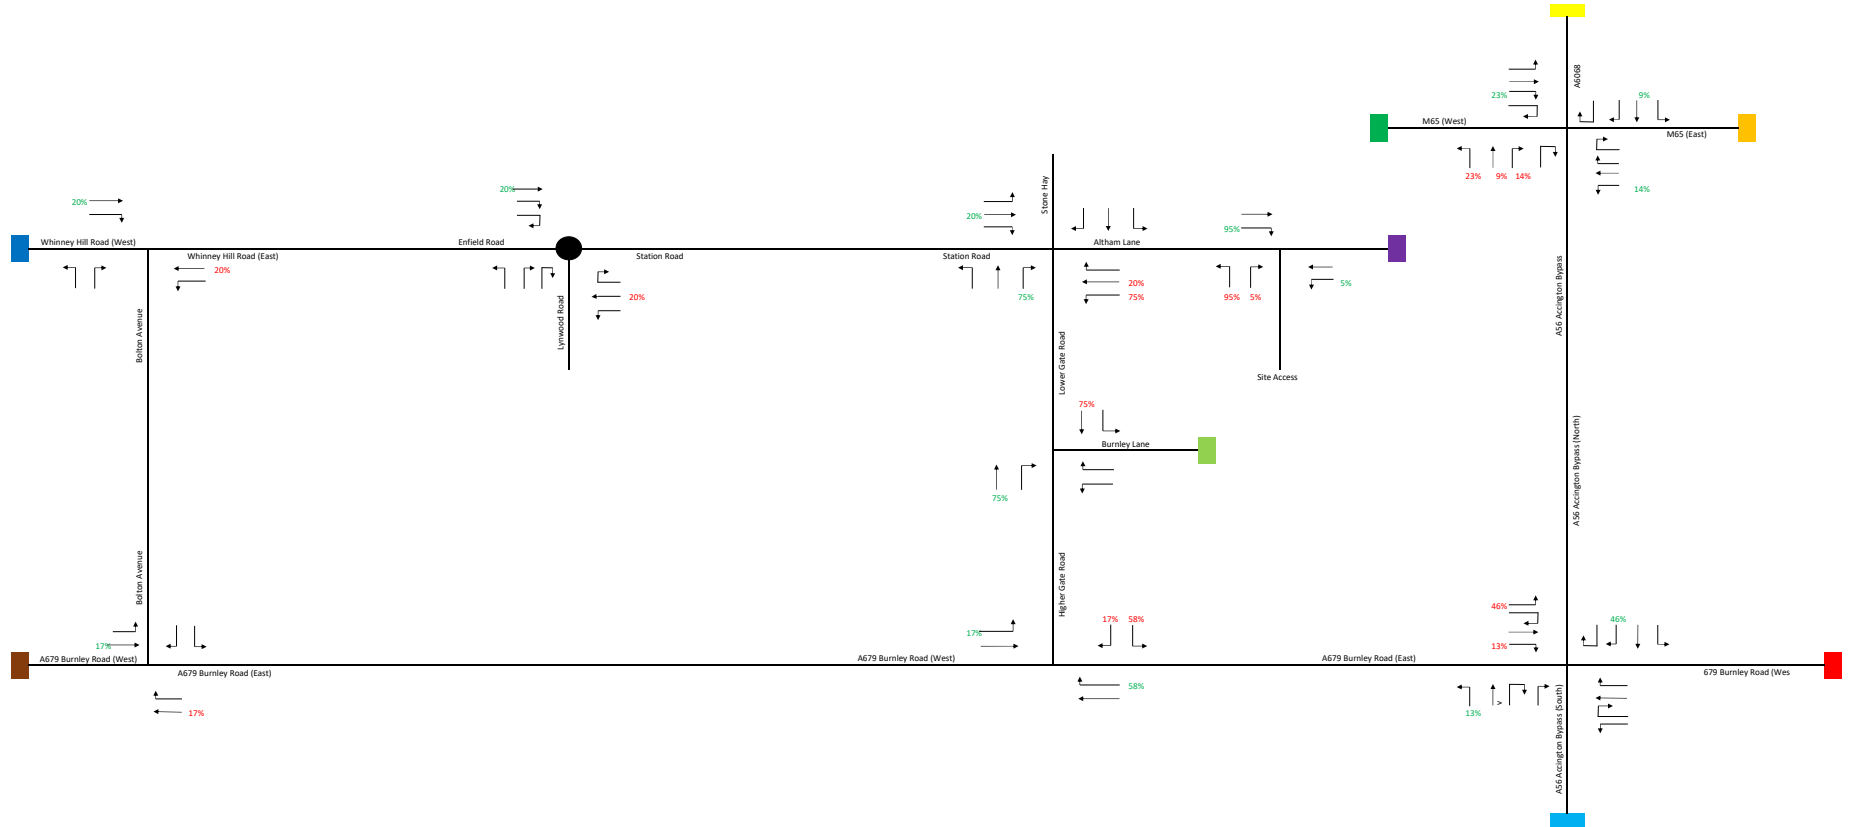 A6068
23%
9%
M65 (West)
M65 (East)
23%
9%
14%
14%
20%
20%
20%
Stone Hay
95%
Whinney Hill Road (West)
Enfield Road
Altham Lane
Whinney Hill Road (East)
Station Road
Station Road
20%
20%
75%
20%
75%
95%
5%
5%
A56 Accington Bypass
Bolton Avenue
Lynwood Road
Lower Gate Road
Site Access
75%
Burnley Lane
75%
A56 Accington Bypass (North)
Bolton Avenue
Higher Gate Road
46%
17%
58%
46%
17%
17%
13%
A679 Burnley Road (West)
A679 Burnley Road (West)
A679 Burnley Road (East)
A679 Burnley Road (East)
679 Burnley Road (Wes
58%
17%
13%
>
A56 Accington Bypass (South)